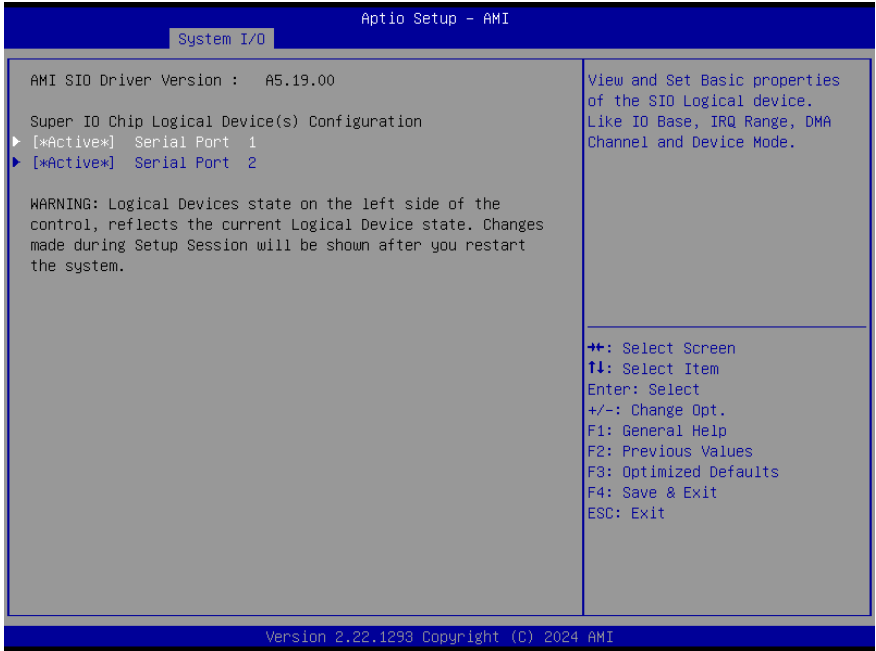 Aptio Setup - AMI
System I/O
AMI SIO Driver Version : A5.19.00
Super IO Chip Logical Device(s) Configuration
[*Active*] Serial Port 1
[*Active*] Serial Port 2
WARNING: Logical Devices state on the left side of the
control, reflects the current Logical Device state. Changes
made during Setup Session will be shown after you restart
the system.
View and Set Basic properties
of the SIO Logical device.
Like IO Base, IRQ Range, DMA
Channel and Device Mode.
→←: Select Screen
↑↓: Select Item
Enter: Select
+/-: Change Opt.
F1: General Help
F2: Previous Values
F3: Optimized Defaults
F4: Save & Exit
ESC: Exit
Version 2.22.1293 Copyright (C) 2024 AMI